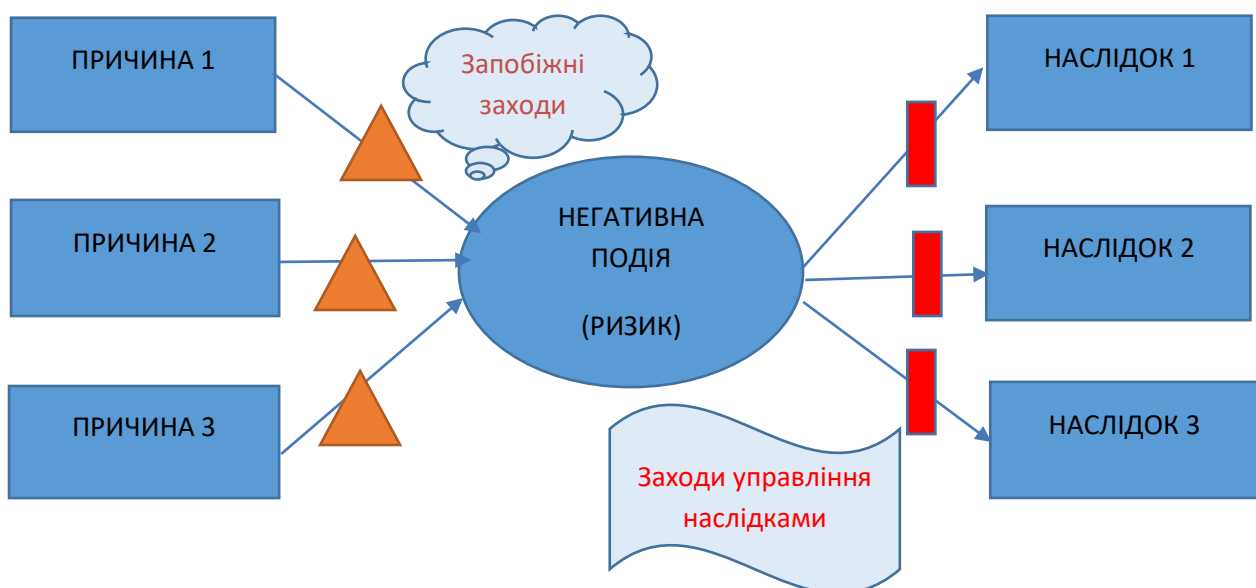 ПРИЧИНА 1
Запобіжні
заходи
НАСЛІДОК 1
ПРИЧИНА 2
НЕГАТИВНА
ПОДІЯ
(РИЗИК)
НАСЛІДОК 2
ПРИЧИНА 3
НАСЛІДОК 3
Заходи управління
наслідками